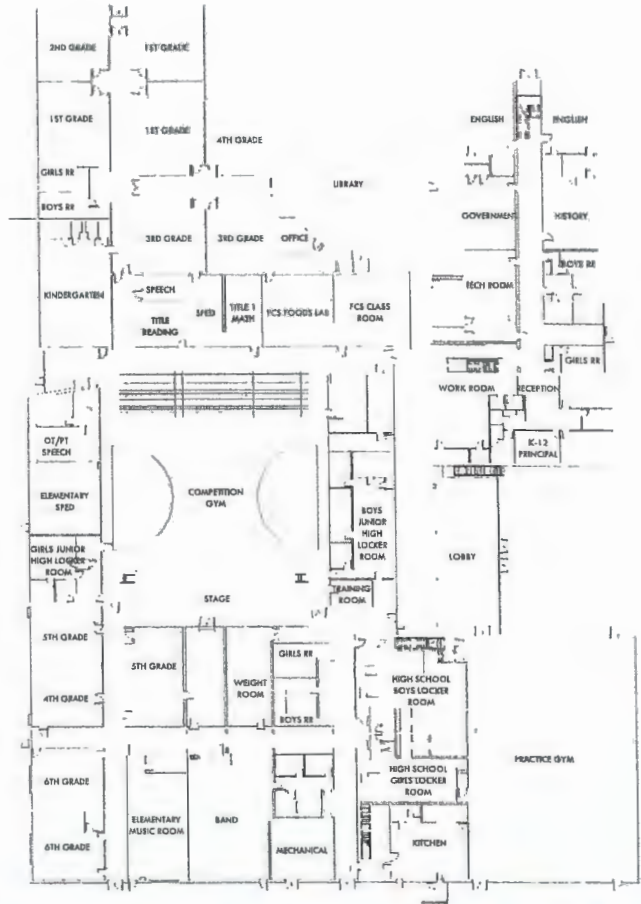 2ND GRADE
1ST GRADE
1ST GRADE
1ST GRADE
4TH GRADE
ENGLISH
ENGLISH
GIRLS RR
LIBRARY
BOYS RR
GOVERNMENT
HISTORY
3RD GRADE
3RD GRADE
OFFICE
BOYS RR
KINDERGARTEN
SPEECH
TITLE
READING
SPED
TITLE 1
MATH
FCS FOODS LAB
FCS CLASS
ROOM
TECH ROOM
GIRLS RR
WORK ROOM
RECEPTION
OT/PT
SPEECH
K-12
PRINCIPAL
ELEMENTARY
SPED
COMPETITION
GYM
BOYS
JUNIOR
HIGH
LOCKER
ROOM
LOBBY
GIRLS JUNIOR
HIGH LOCKER
ROOM
STAGE
TRAINING
ROOM
5TH GRADE
5TH GRADE
GIRLS RR
4TH GRADE
WEIGHT
ROOM
BOYS RR
HIGH SCHOOL
BOYS LOCKER
ROOM
PRACTICE GYM
6TH GRADE
HIGH SCHOOL
GIRLS LOCKER
ROOM
6TH GRADE
ELEMENTARY
MUSIC ROOM
BAND
MECHANICAL
KITCHEN